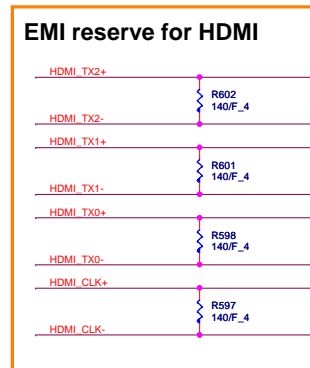 EMI reserve for HDMI
HDMI_TX2+
R602
140/F_4
HDMI_TX2-
HDMI_TX1+
R601
140/F_4
HDMI_TX1-
HDMI_TX0+
R598
140/F_4
HDMI_TX0-
HDMI_CLK+
R597
140/F_4
HDMI_CLK-